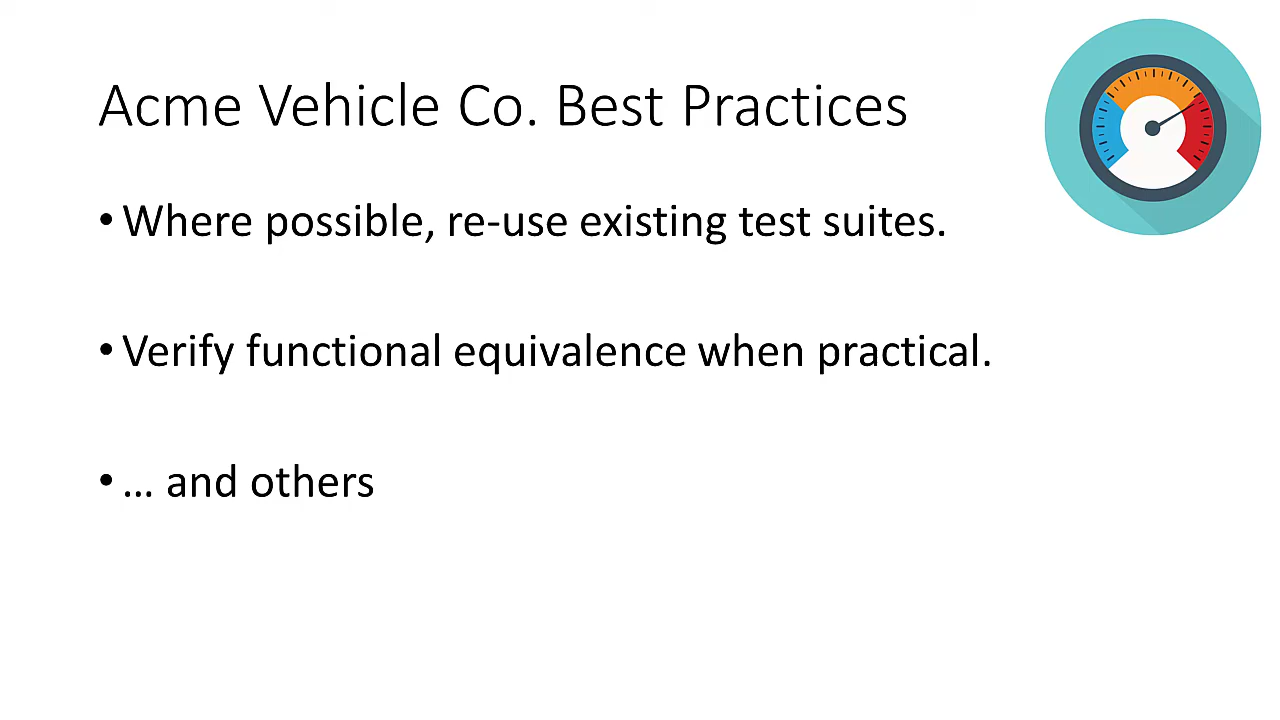 Acme Vehicle Co. Best Practices
• Where possible, re-use existing test suites.
• Verify functional equivalence when practical.
• … and others